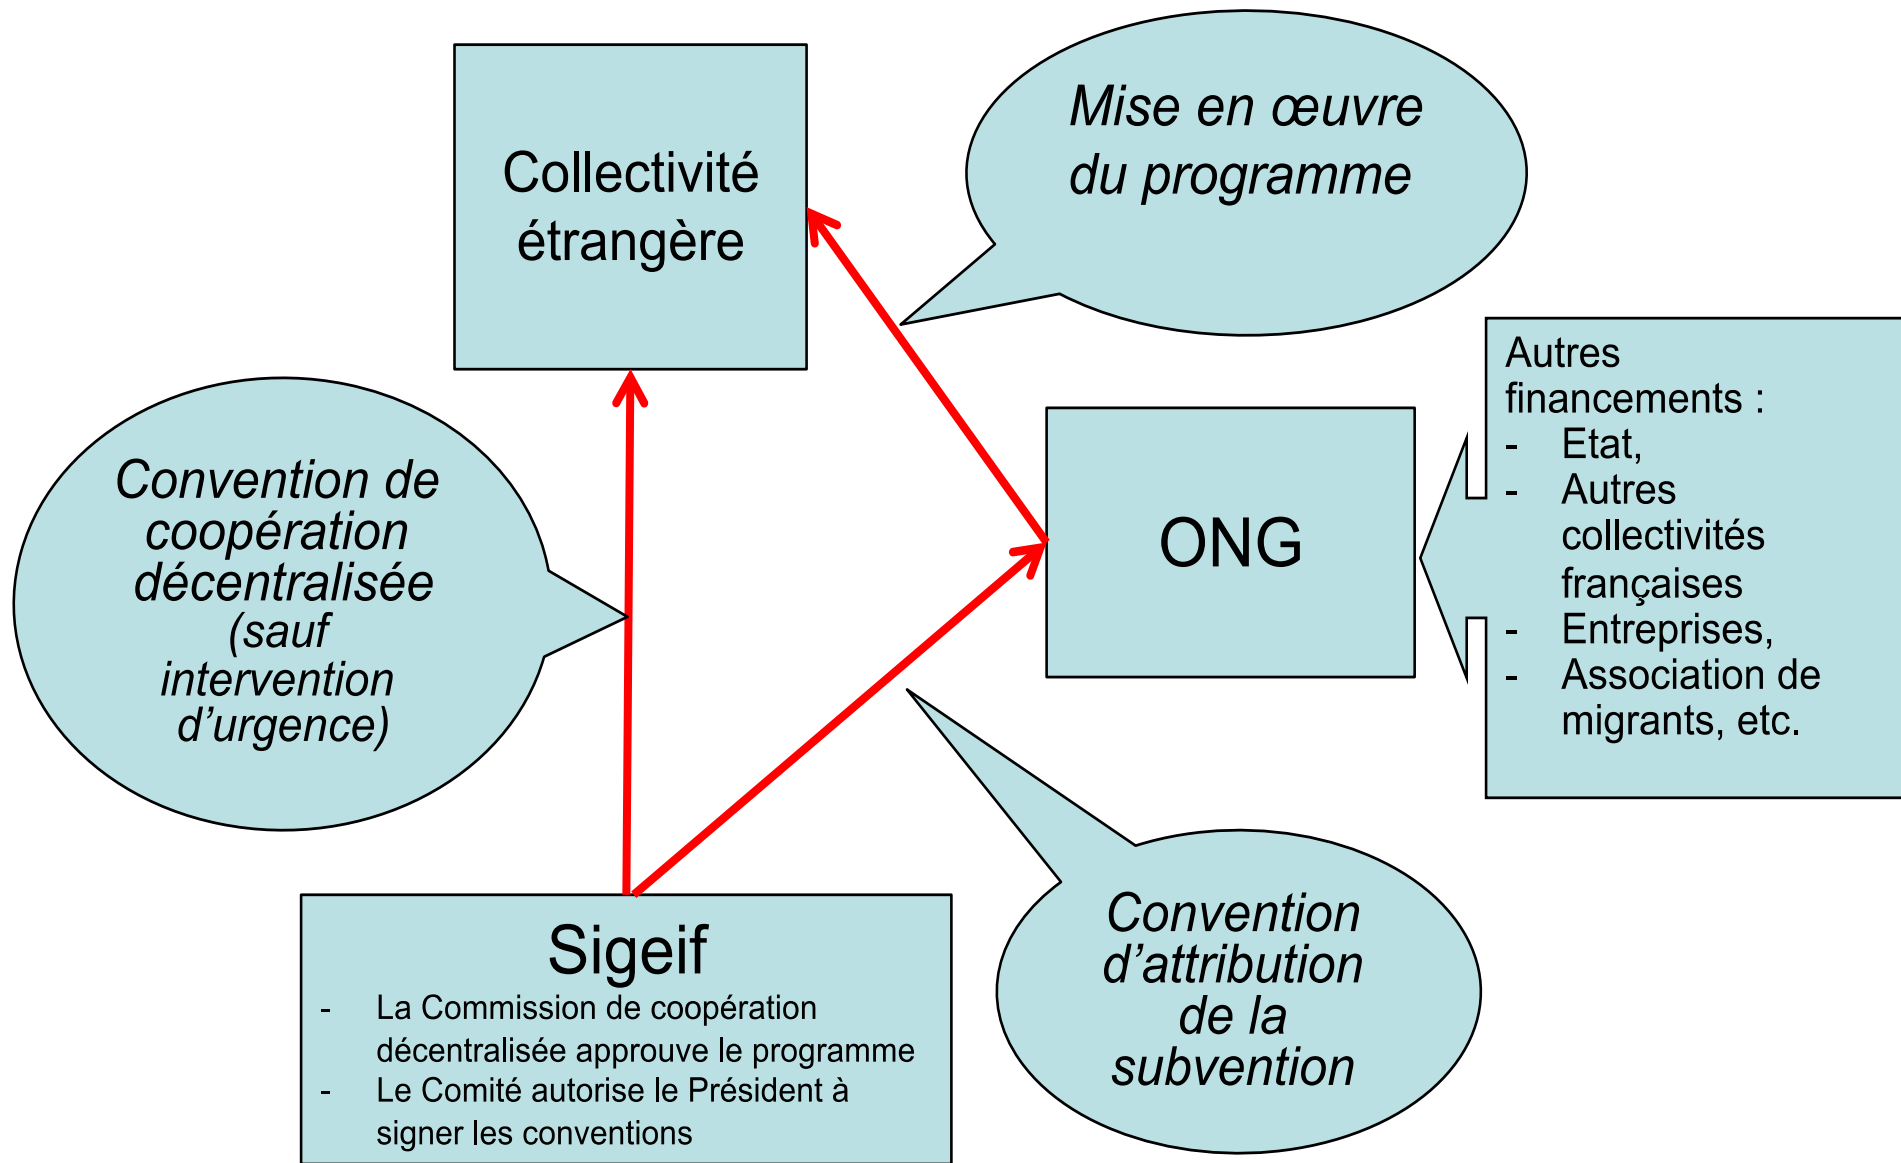 Collectivité
étrangère
Mise en œuvre
du programme
Convention de
coopération
décentralisée
(sauf
intervention
d’urgence)
ONG
Autres
financements :
- Etat,
- Autres
collectivités
françaises
- Entreprises,
- Association de
migrants, etc.
Sigeif
- La Commission de coopération
décentralisée approuve le programme
- Le Comité autorise le Président à
signer les conventions
Convention
d’attribution
de la
subvention